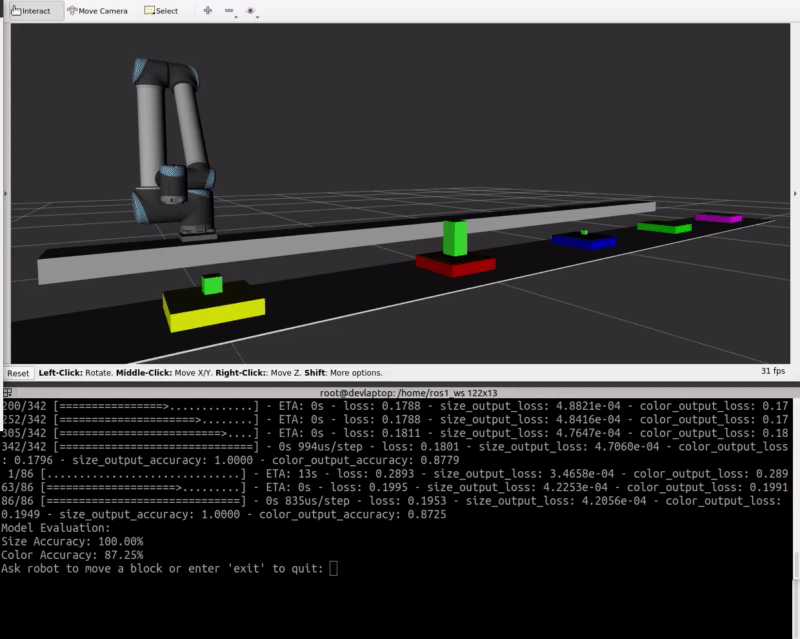 Interact Move Camera Select
Reset Left-Click: Rotate. Middle-Click: Move X/Y. Right-Click:: Move Z. Shift: More options. 31 fps
root@devlaptop: /home/ros1_ws 122x13
200/342 [================>.............] - ETA: 0s - loss: 0.1788 - size_output_loss: 4.8821e-04 - color_output_loss: 0.17
252/342 [=====================>........] - ETA: 0s - loss: 0.1788 - size_output_loss: 4.8416e-04 - color_output_loss: 0.17
305/342 [=========================>....] - ETA: 0s - loss: 0.1811 - size_output_loss: 4.7647e-04 - color_output_loss: 0.18
342/342 [==============================] - 0s 994us/step - loss: 0.1801 - size_output_loss: 4.7060e-04 - color_output_loss
: 0.1796 - size_output_accuracy: 1.0000 - color_output_accuracy: 0.8779
1/86 [..............................] - ETA: 13s - loss: 0.2893 - size_output_loss: 3.4658e-04 - color_output_loss: 0.289
63/86 [====================>.........] - ETA: 0s - loss: 0.1995 - size_output_loss: 4.2253e-04 - color_output_loss: 0.1991
86/86 [==============================] - 0s 835us/step - loss: 0.1953 - size_output_loss: 4.2056e-04 - color_output_loss:
0.1949 - size_output_accuracy: 1.0000 - color_output_accuracy: 0.8725
Model Evaluation:
Size Accuracy: 100.00%
Color Accuracy: 87.25%
Ask robot to move a block or enter 'exit' to quit: